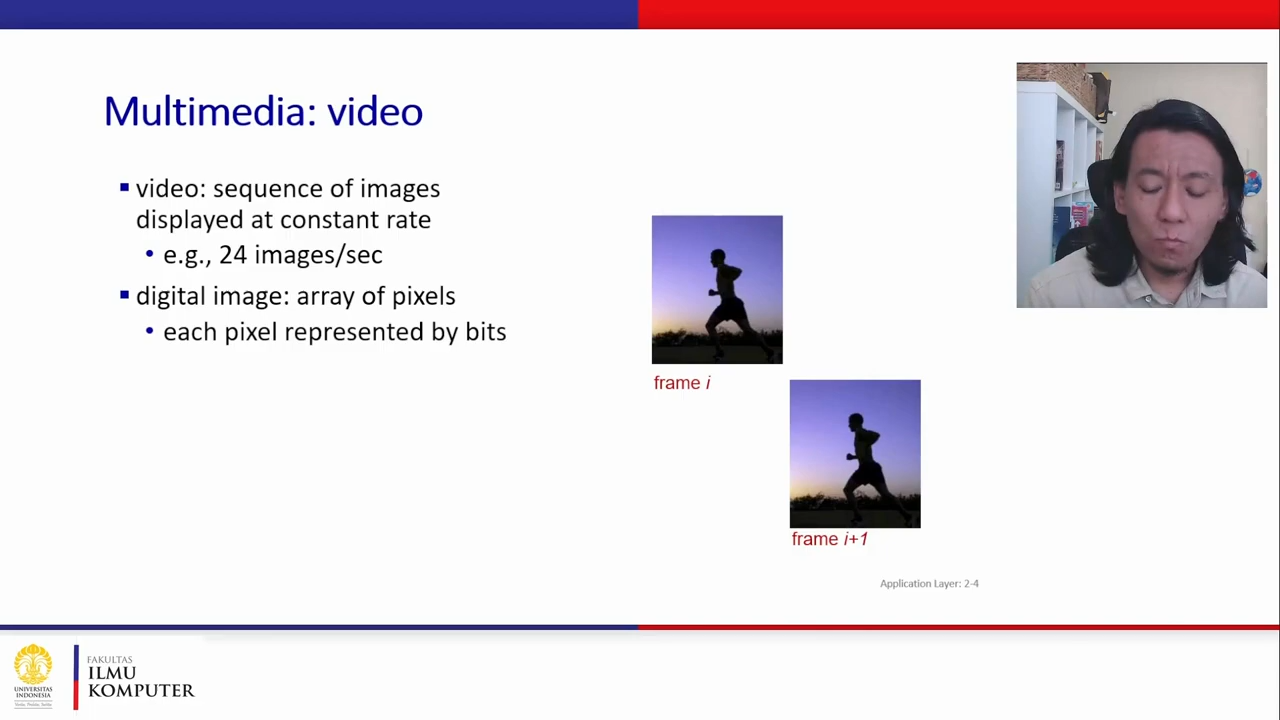 Multimedia: video
▪ video: sequence of images
displayed at constant rate
• e.g., 24 images/sec
▪ digital image: array of pixels
• each pixel represented by bits
frame i
frame i+1
Application Layer: 2-4
UNIVERSITAS
INDONESIA
FAKULTAS
ILMU
KOMPUTER